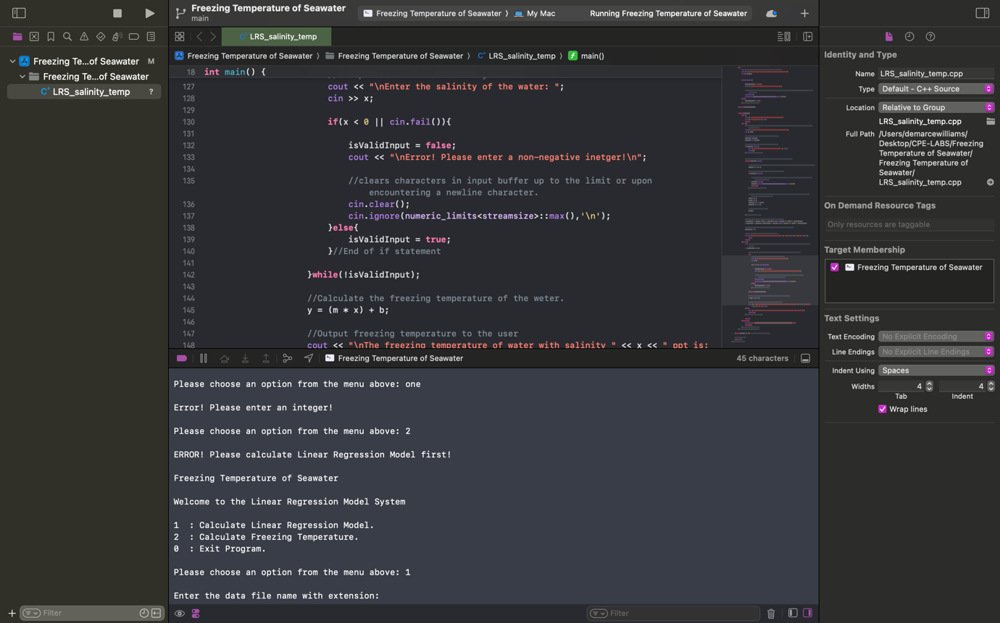 Freezing Temperature of Seawater
main
Freezing Temperature of Seawater 〉 My Mac
Running Freezing Temperature of Seawater
LRS_salinity_temp
Freezing Te...of Seawater M
Freezing Te...of Seawater
LRS_salinity_temp ?
Filter
Freezing Temperature of Seawater 〉 Freezing Temperature of Seawater 〉 LRS_salinity_temp 〉 main()
18 int main() {
127 cout << "\nEnter the salinity of the water: ";
128 cin >> x;
129
130 if(x < 0 || cin.fail()){
131
132 isValidInput = false;
133 cout << "\nError! Please enter a non-negative inetger!\n";
134
135 //clears characters in input buffer up to the limit or upon
encountering a newline character.
136 cin.clear();
137 cin.ignore(numeric_limits<streamsize>::max(),'\n');
138 }else{
139 isValidInput = true;
140 }//End of if statement
141
142 }while(!isValidInput);
143
144 //Calculate the freezing temperature of the weter.
145 y = (m * x) + b;
146
147 //Output freezing temperature to the user
148 cout << "\nThe freezing temperature of water with salinity " << x << " ppt is:
Freezing Temperature of Seawater
45 characters
Please choose an option from the menu above: one
Error! Please enter an integer!
Please choose an option from the menu above: 2
ERROR! Please calculate Linear Regression Model first!
Freezing Temperature of Seawater
Welcome to the Linear Regression Model System
1 : Calculate Linear Regression Model.
2 : Calculate Freezing Temperature.
0 : Exit Program.
Please choose an option from the menu above: 1
Enter the data file name with extension:
Filter
Identity and Type
Name LRS_salinity_temp.cpp
Type Default - C++ Source
Location Relative to Group
LRS_salinity_temp.cpp
Full Path /Users/demarcewilliams/
Desktop/CPE-LABS/Freezing
Temperature of Seawater/
Freezing Temperature of
Seawater/
LRS_salinity_temp.cpp
On Demand Resource Tags
Only resources are taggable
Target Membership
Freezing Temperature of Seawater
Text Settings
Text Encoding No Explicit Encoding
Line Endings No Explicit Line Endings
Indent Using Spaces
Widths 4 4
Tab Indent
Wrap lines